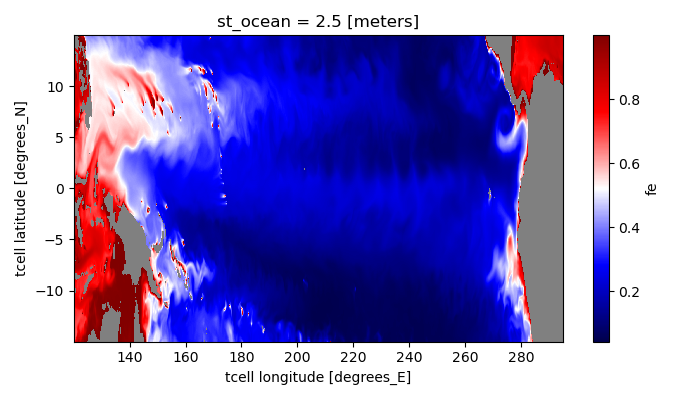 st_ocean = 2.5 [meters]
10
5
0
−5
−10
tcell latitude [degrees_N]
140 160 180 200 220 240 260 280
tcell longitude [degrees_E]
0.8
0.6
0.4
0.2
fe